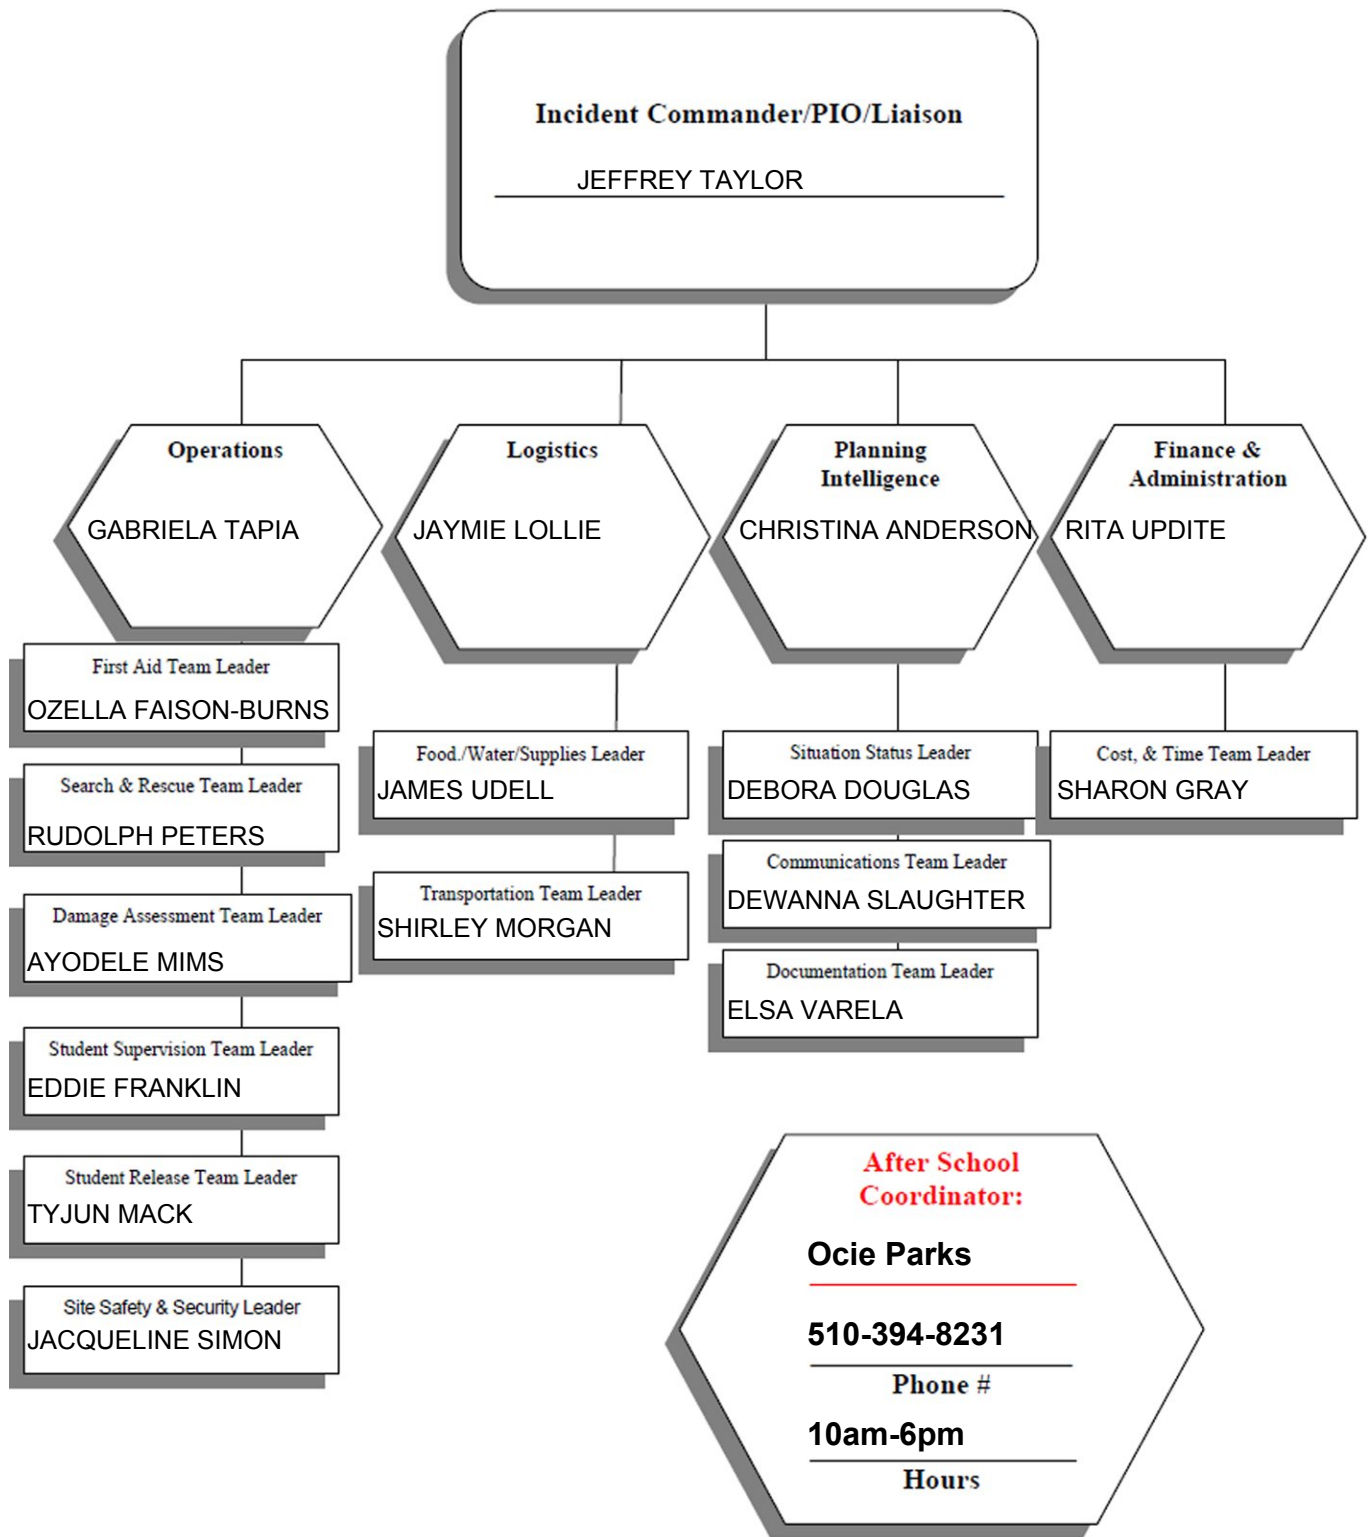 Incident Commander/PIO/Liaison
JEFFREY TAYLOR
Operations
GABRIELA TAPIA
Logistics
JAYMIE LOLLIE
Planning
Intelligence
CHRISTINA ANDERSON
Finance &
Administration
RITA UPDITE
First Aid Team Leader
OZELLA FAISON-BURNS
Search & Rescue Team Leader
RUDOLPH PETERS
Damage Assessment Team Leader
AYODELE MIMS
Student Supervision Team Leader
EDDIE FRANKLIN
Student Release Team Leader
TYJUN MACK
Site Safety & Security Leader
JACQUELINE SIMON
Food./Water/Supplies Leader
JAMES UDELL
Transportation Team Leader
SHIRLEY MORGAN
Situation Status Leader
DEBORA DOUGLAS
Communications Team Leader
DEWANNA SLAUGHTER
Documentation Team Leader
ELSA VARELA
Cost, & Time Team Leader
SHARON GRAY
After School
Coordinator:
Ocie Parks
510-394-8231
Phone #
10am-6pm
Hours